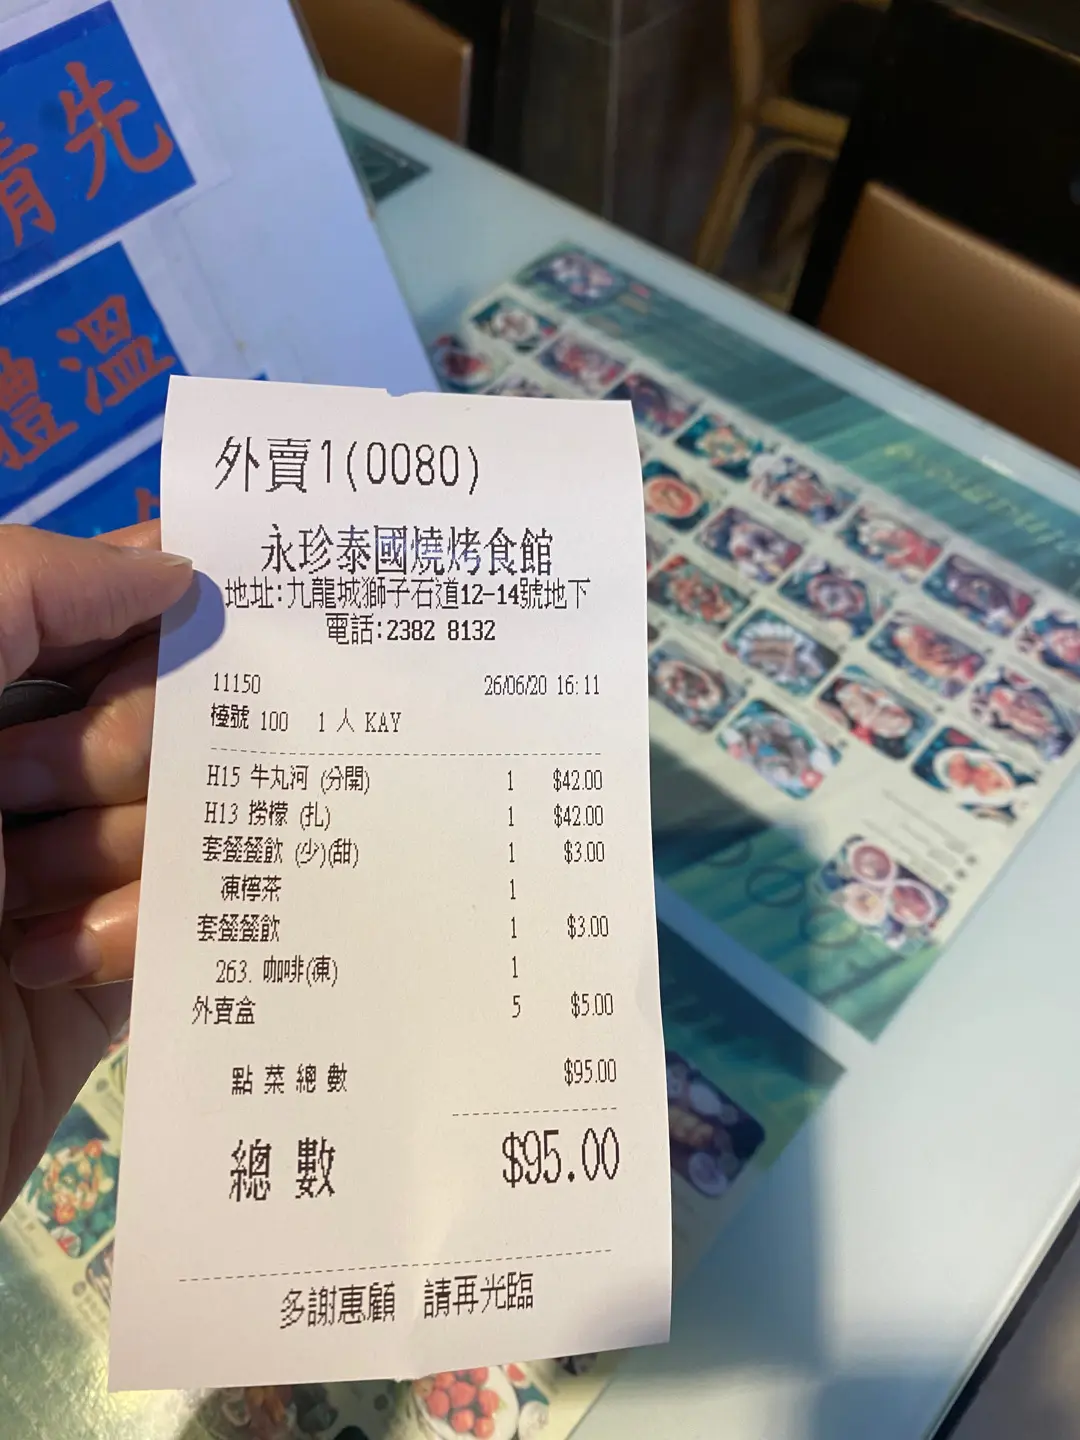 請先
體溫
外賣1(0080)
永珍泰國燒烤食館
地址:九龍城獅子石道12-14號地下
電話:2382 8132
11150 26/06/20 16:11
檯號 100 1 人 KAY
H15 牛丸河 (分開) 1 $42.00
H13 撈檬 (扎) 1 $42.00
套餐餐飲 (少)(甜) 1 $3.00
凍檸茶 1
套餐餐飲 1 $3.00
263. 咖啡(凍) 1
外賣盒 5 $5.00
點菜總數 $95.00
總數 $95.00
多謝惠顧 請再光臨